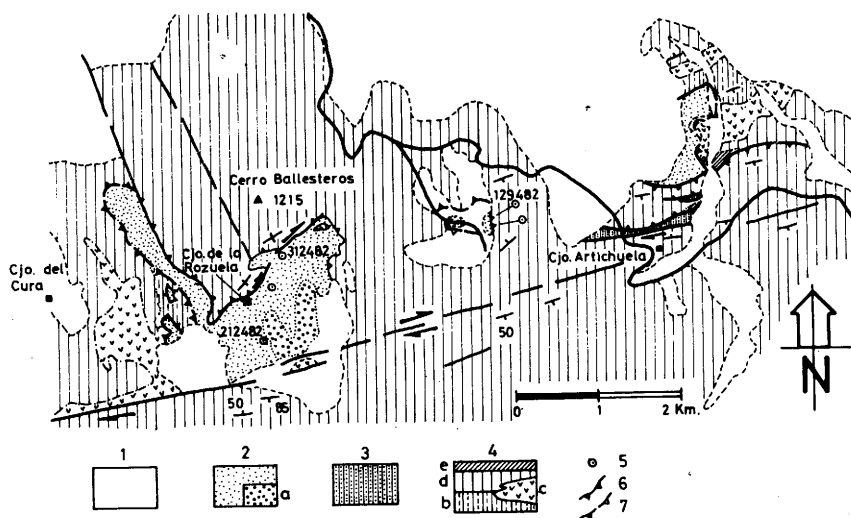 Cerro Ballesteros
1215
129482
312482
Cjo. de la
Rozuela
Cjo. del
Cura
Cjo. Artichuela
212482
50
50
85
0 1 2 Km.
N
1 2 3 4 5
a
e
d
b
c
6
7